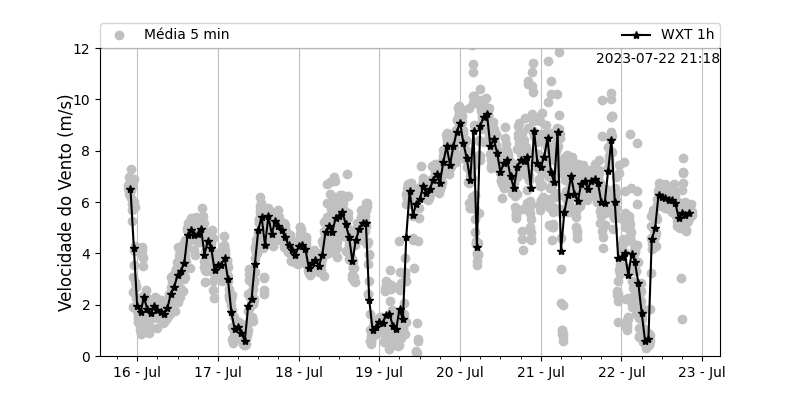 Média 5 min
WXT 1h
2023-07-22 21:18
Velocidade do Vento (m/s)
12
10
8
6
4
2
0
16 - Jul
17 - Jul
18 - Jul
19 - Jul
20 - Jul
21 - Jul
22 - Jul
23 - Jul